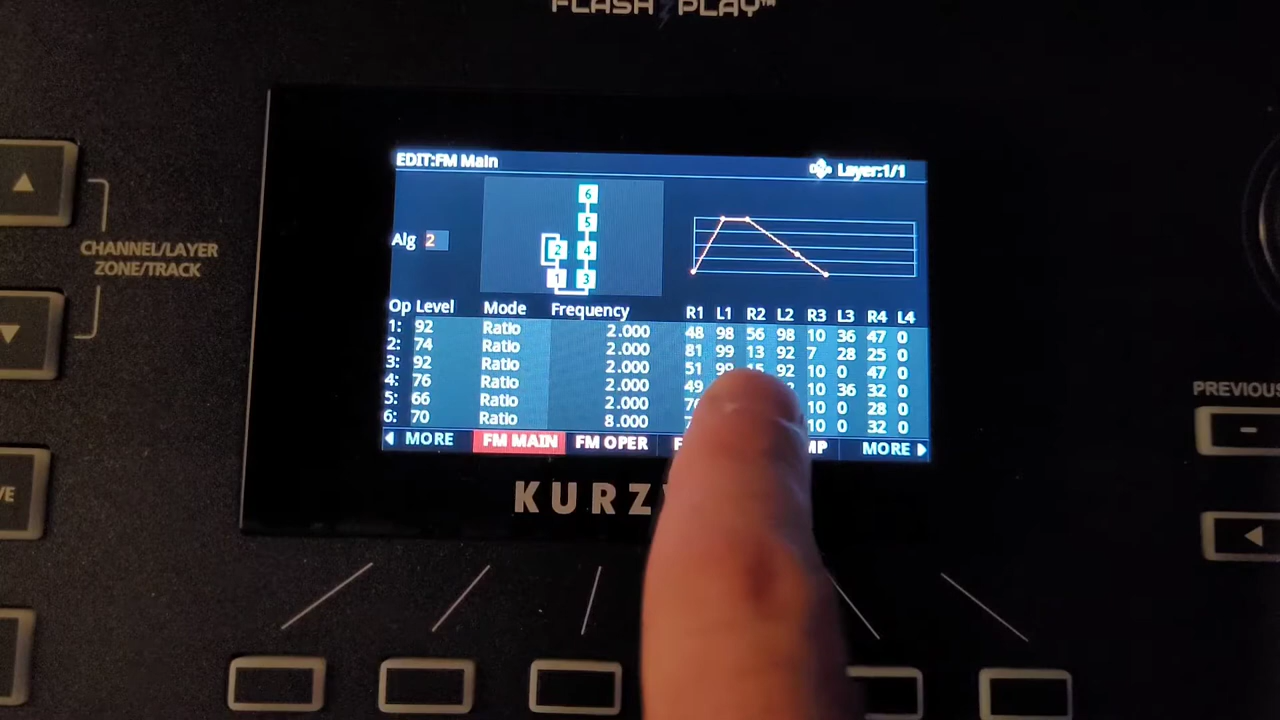 FLASH PLAY™
EDIT:FM Main Layer:1/1
CHANNEL/LAYER
ZONE/TRACK
Alg 2
6
5
2 4
1 3
Op Level Mode Frequency R1 L1 R2 L2 R3 L3 R4 L4
1: 92 Ratio 2.000 48 98 56 98 10 36 47 0
2: 74 Ratio 2.000 81 99 13 92 7 28 25 0
3: 92 Ratio 2.000 51 99 15 92 10 0 47 0
4: 76 Ratio 2.000 49 10 36 32 0
5: 66 Ratio 2.000 10 0 28 0
6: 70 Ratio 8.000 10 0 32 0
MORE FM MAIN FM OPER MORE
PREVIOUS